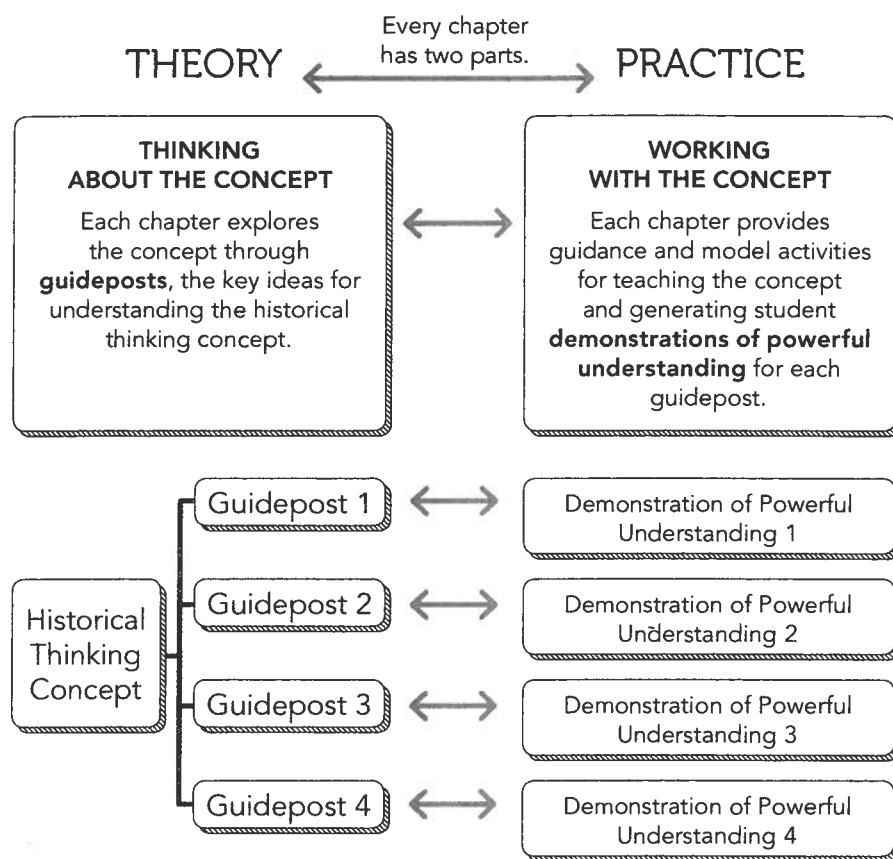 Every chapter
has two parts.
THEORY
PRACTICE
THINKING
ABOUT THE CONCEPT
Each chapter explores
the concept through
guideposts, the key ideas for
understanding the historical
thinking concept.
WORKING
WITH THE CONCEPT
Each chapter provides
guidance and model activities
for teaching the concept
and generating student
demonstrations of powerful
understanding for each
guidepost.
Historical
Thinking
Concept
Guidepost 1
Demonstration of Powerful
Understanding 1
Guidepost 2
Demonstration of Powerful
Understanding 2
Guidepost 3
Demonstration of Powerful
Understanding 3
Guidepost 4
Demonstration of Powerful
Understanding 4